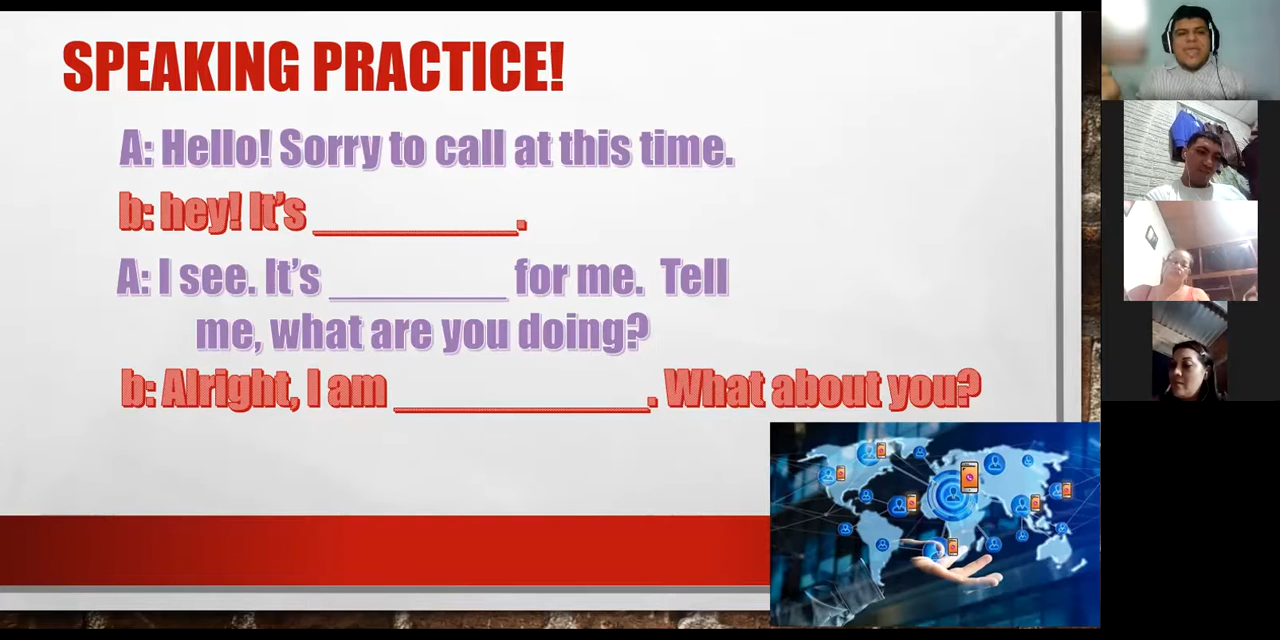 SPEAKING PRACTICE!
A: Hello! Sorry to call at this time.
b: hey! It's __________.
A: I see. It's _________ for me. Tell
me, what are you doing?
b: Alright, I am _____________. What about you?